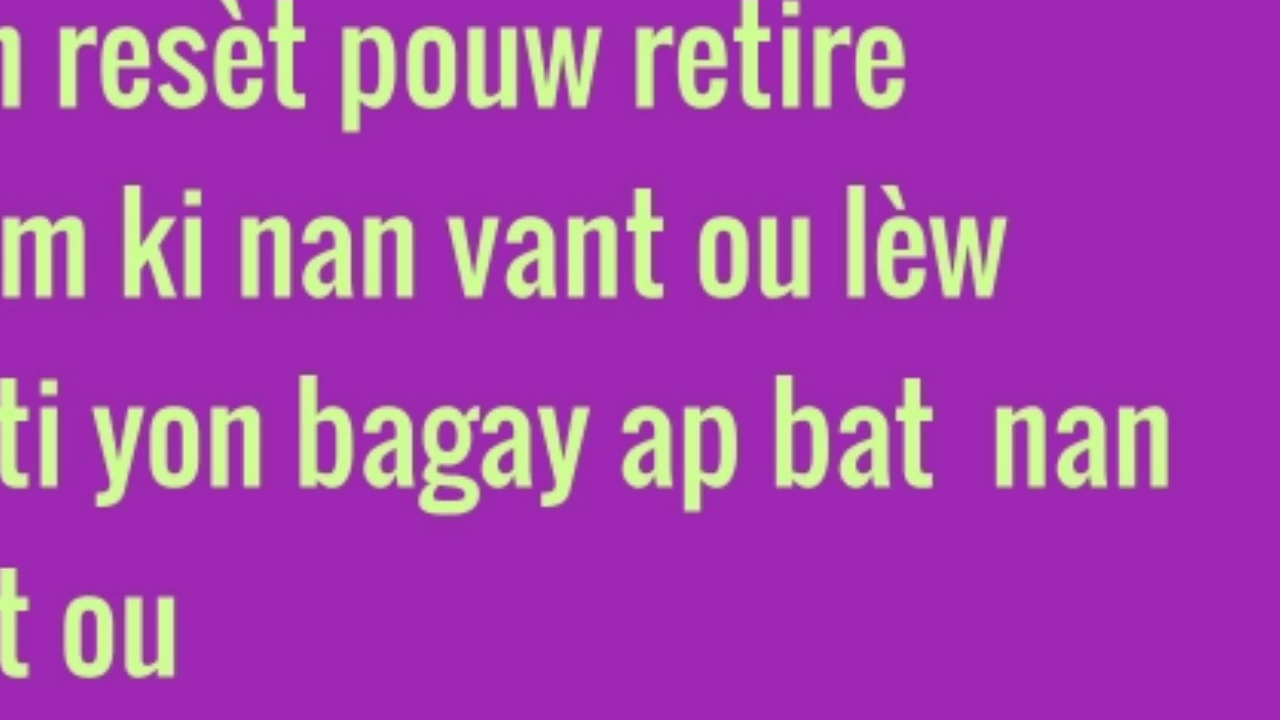 resèt pouw retire
m ki nan vant ou lèw
ti yon bagay ap bat nan
t ou